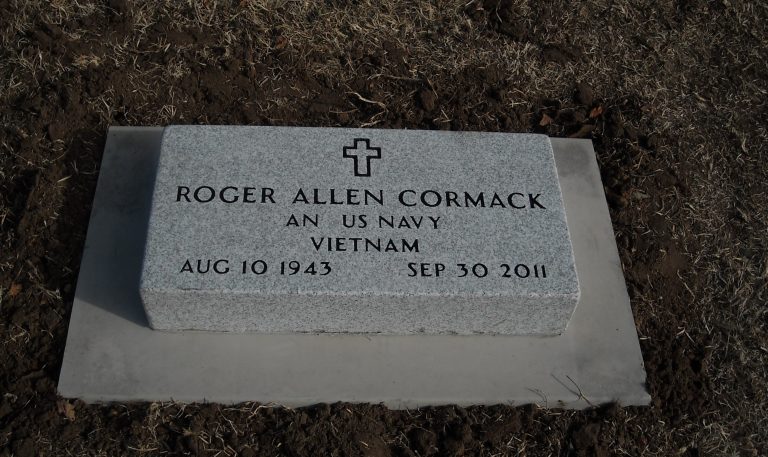 ROGER ALLEN CORMACK
AN US NAVY
VIETNAM
AUG 10 1943 SEP 30 2011